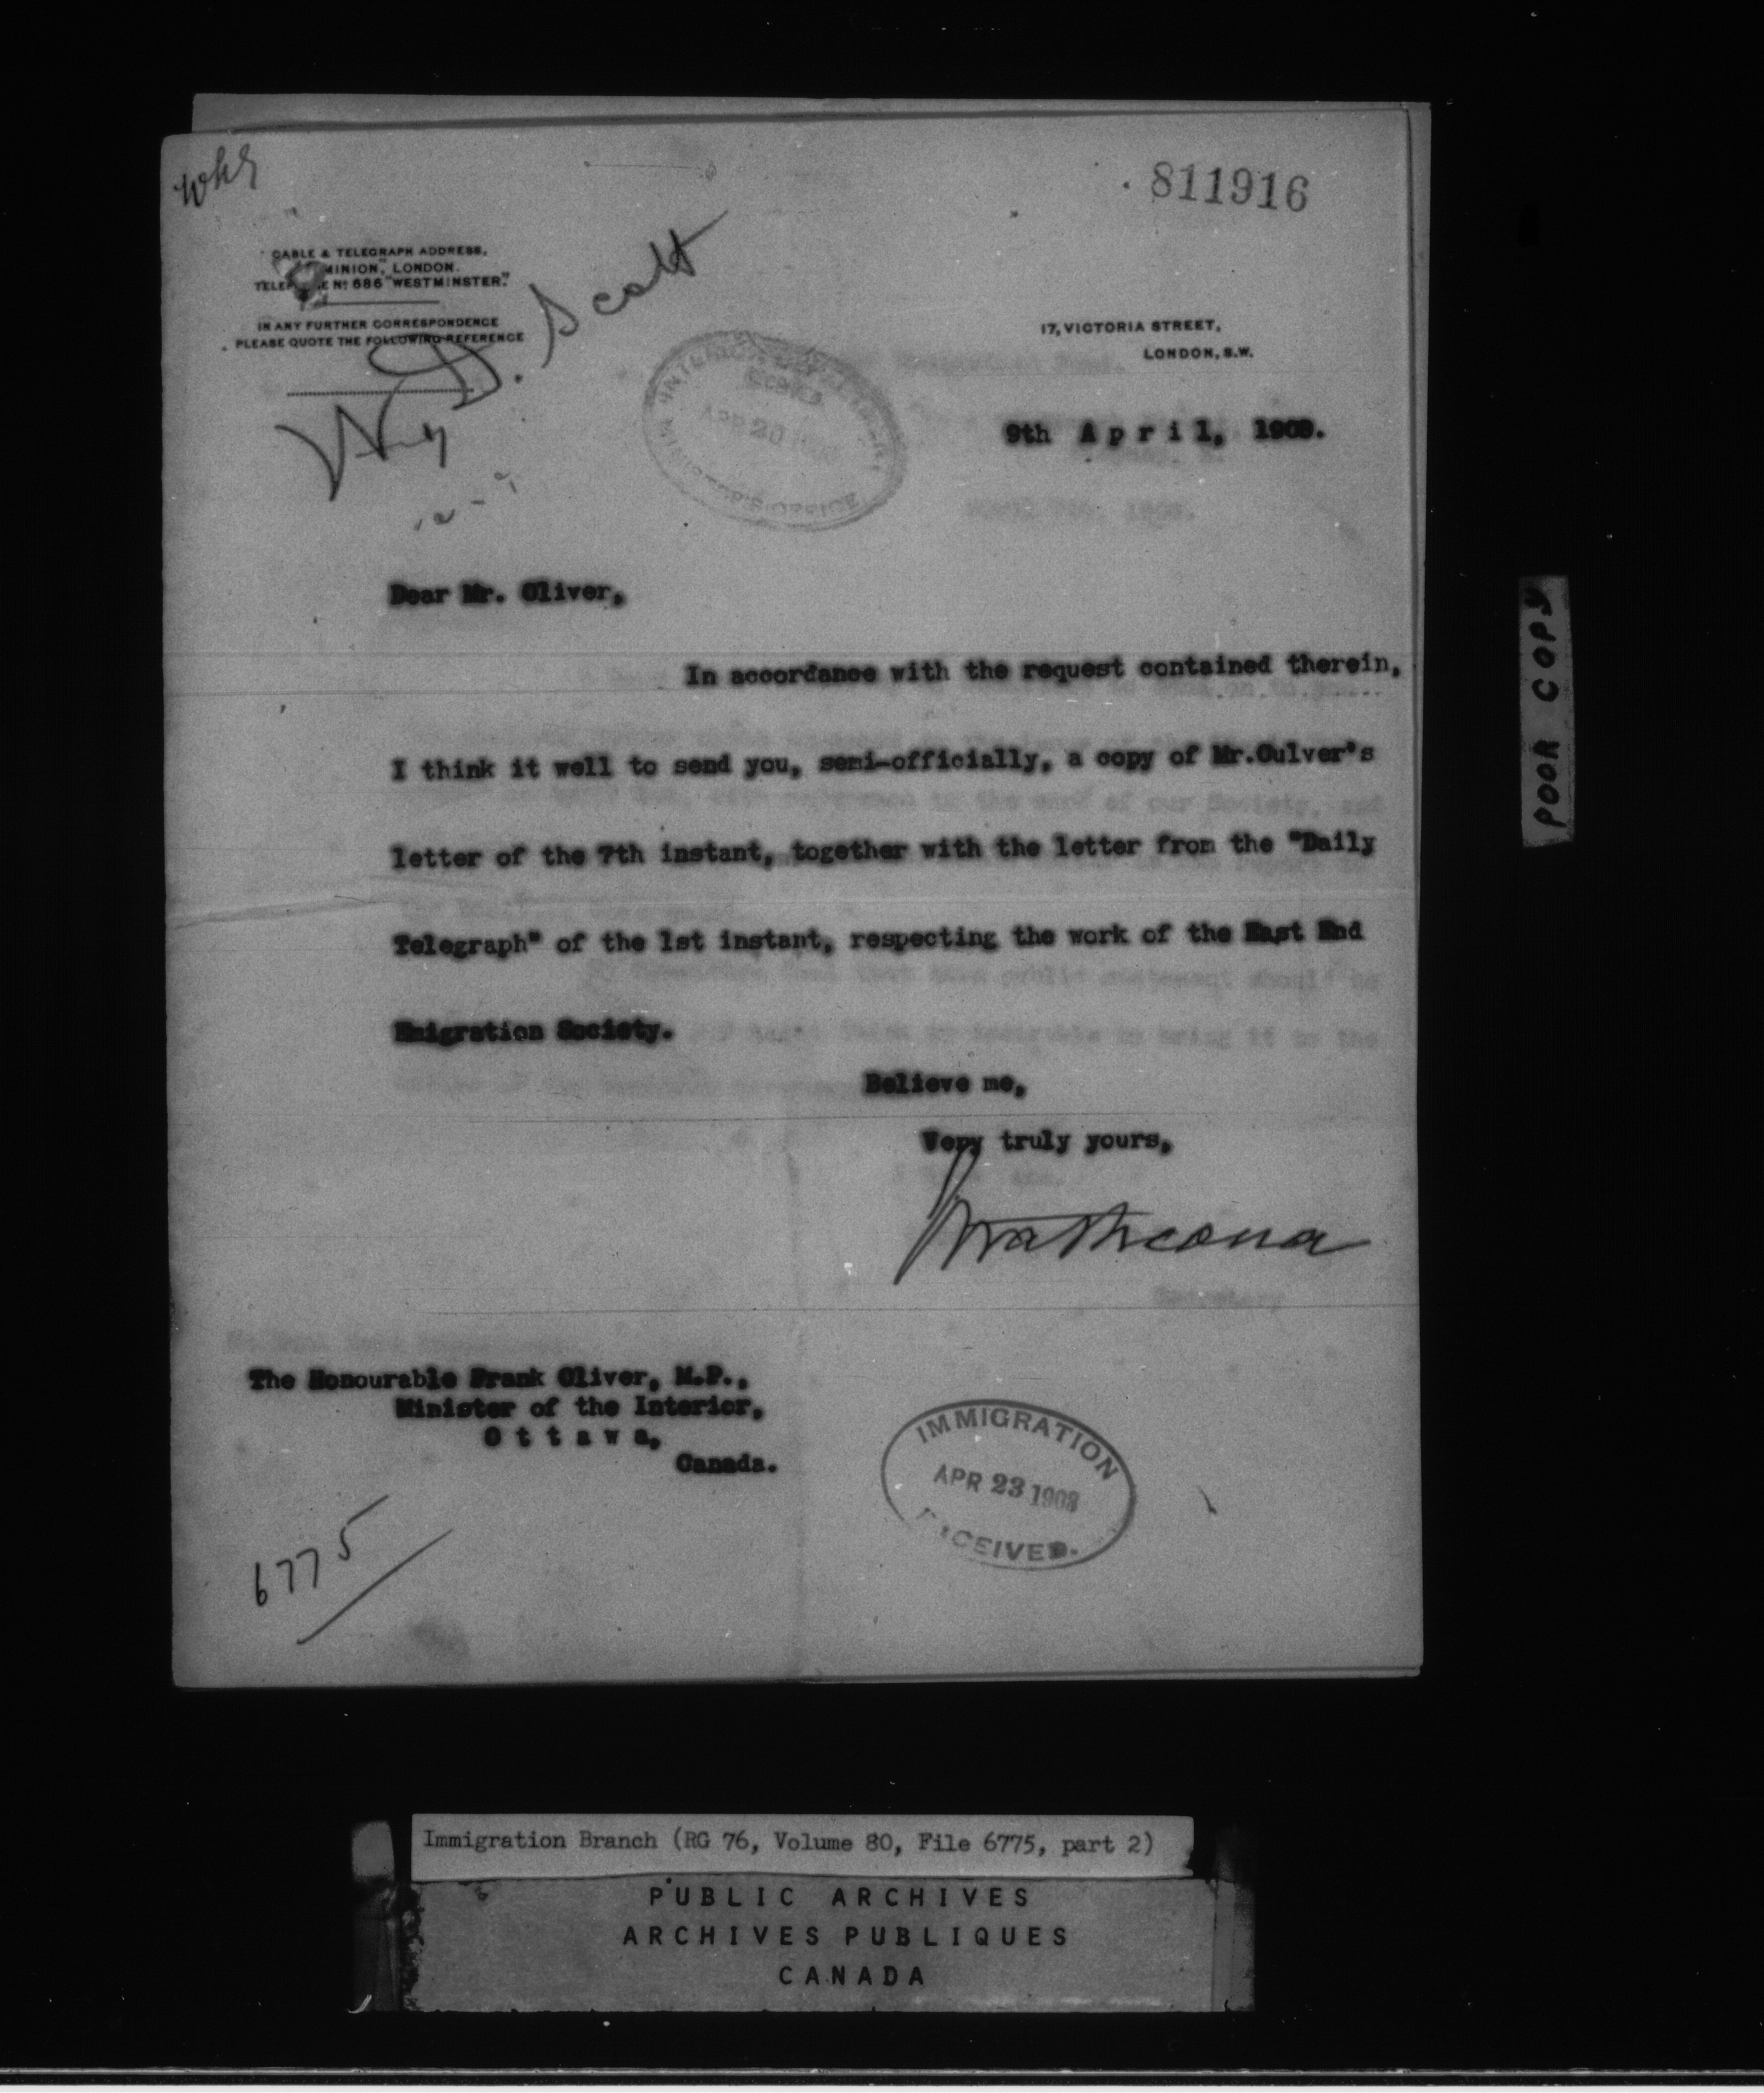 whs
811916
CABLE & TELEGRAPH ADDRESS,
MINION," LONDON.
TELE E Nº 686 "WESTMINSTER."
IN ANY FURTHER CORRESPONDENCE
PLEASE QUOTE THE FOLLOWING REFERENCE
W. D. Scott
17, VICTORIA STREET,
LONDON, S.W.
APR 20
9th April, 1908.
Dear Mr. Oliver,
In accordance with the request contained therein,
I think it well to send you, semi-officially, a copy of Mr.Culver's
letter of the 7th instant, together with the letter from the "Daily
Telegraph" of the 1st instant, respecting the work of the East End
Emigration Society.
Believe me,
Very truly yours,
Strathcona
The Honourable Frank Oliver, M.P.,
Minister of the Interior,
Ottawa,
Canada.
IMMIGRATION
APR 23 1908
RECEIVED.
6775
POOR COPY
Immigration Branch (RG 76, Volume 80, File 6775, part 2)
PUBLIC ARCHIVES
ARCHIVES PUBLIQUES
CANADA